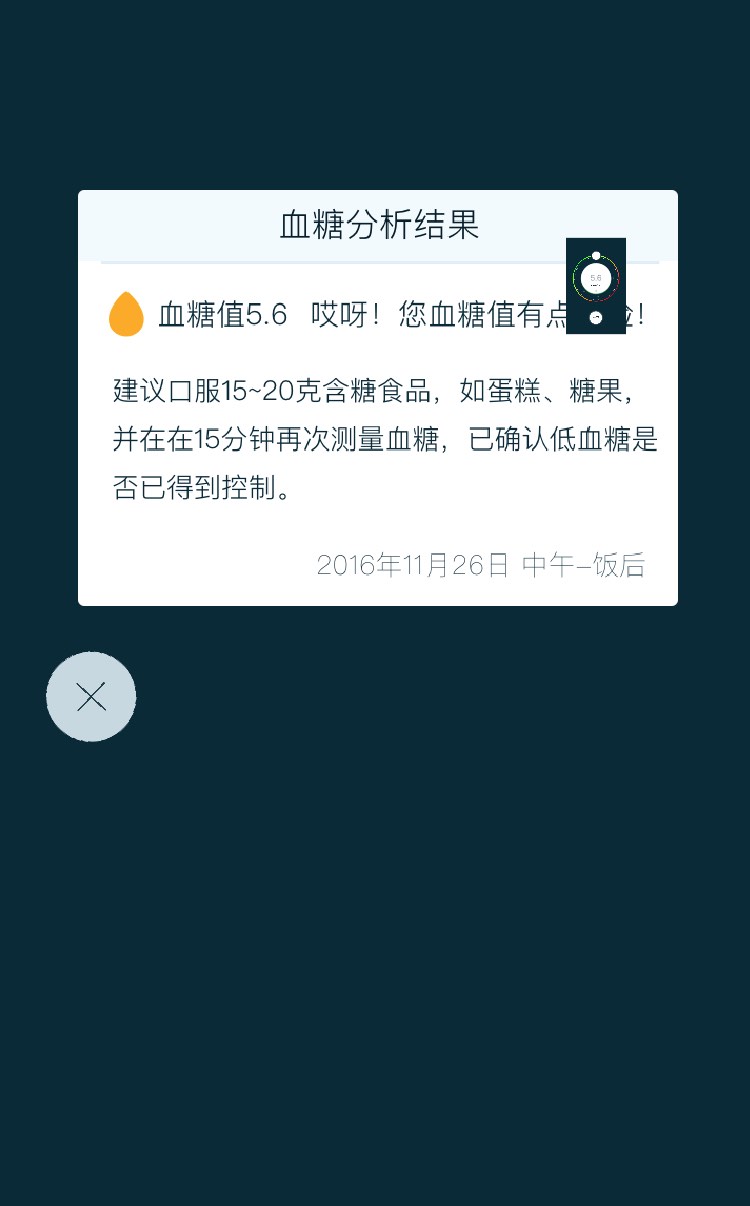 血糖分析结果
血糖值5.6 哎呀！您血糖值有点！
5.6
建议口服15~20克含糖食品，如蛋糕、糖果，
并在在15分钟再次测量血糖，已确认低血糖是
否已得到控制。
2016年11月26日 中午-饭后